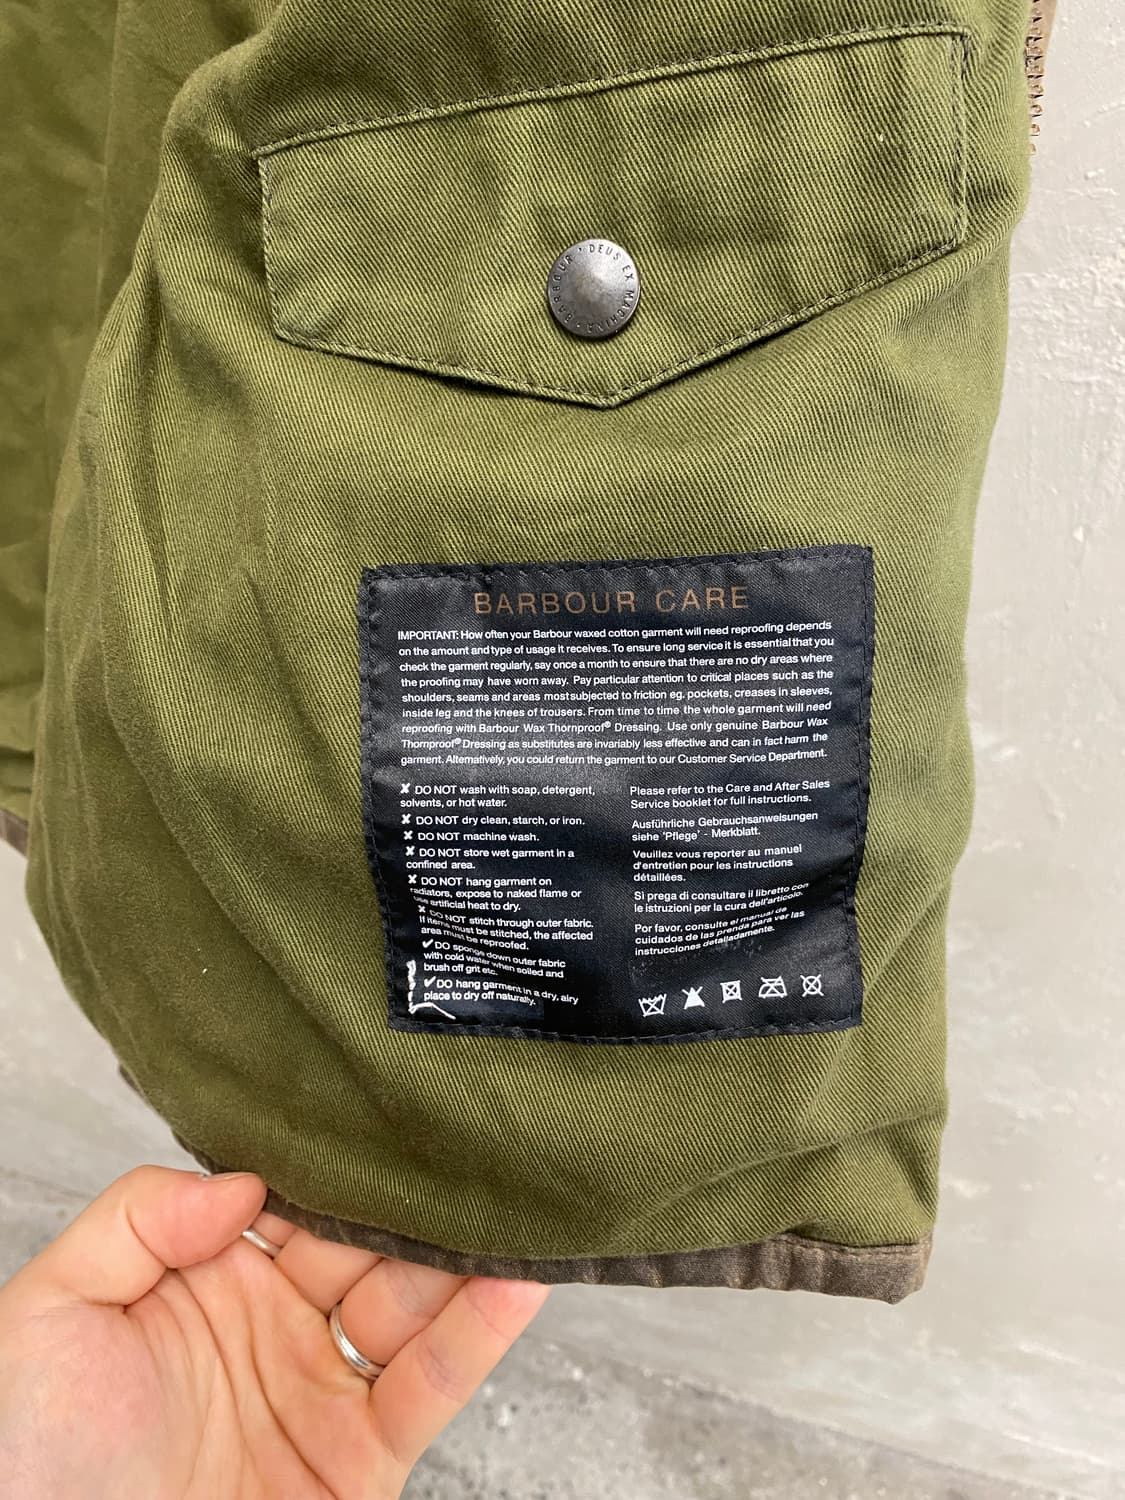 BARBOUR · DEUS EX MACHINA ·
BARBOUR CARE
IMPORTANT: How often your Barbour waxed cotton garment will need reproofing depends
on the amount and type of usage it receives. To ensure long service it is essential that you
check the garment regularly, say once a month to ensure that there are no dry areas where
the proofing may have worn away. Pay particular attention to critical places such as the
shoulders, seams and areas most subjected to friction eg. pockets, creases in sleeves,
inside leg and the knees of trousers. From time to time the whole garment will need
reproofing with Barbour Wax Thornproof® Dressing. Use only genuine Barbour Wax
Thornproof® Dressing as substitutes are invariably less effective and can in fact harm the
garment. Alternatively, you could return the garment to our Customer Service Department.
✘ DO NOT wash with soap, detergent,
solvents, or hot water.
✘ DO NOT dry clean, starch, or iron.
✘ DO NOT machine wash.
✘ DO NOT store wet garment in a
confined area.
✘ DO NOT hang garment on
radiators, expose to naked flame or
use artificial heat to dry.
✘ DO NOT stitch through outer fabric.
If items must be stitched, the affected
area must be reproofed.
✔ DO sponge down outer fabric
with cold water when soiled and
brush off grit etc.
✔ DO hang garment in a dry, airy
place to dry off naturally.
Please refer to the Care and After Sales
Service booklet for full instructions.
Ausführliche Gebrauchsanweisungen
siehe 'Pflege' - Merkblatt.
Veuillez vous reporter au manuel
d'entretien pour les instructions
détaillées.
Si prega di consultare il libretto con
le istruzioni per la cura dell'articolo.
Por favor, consulte el manual de
cuidados de las prenda para ver las
instrucciones detalladamente.